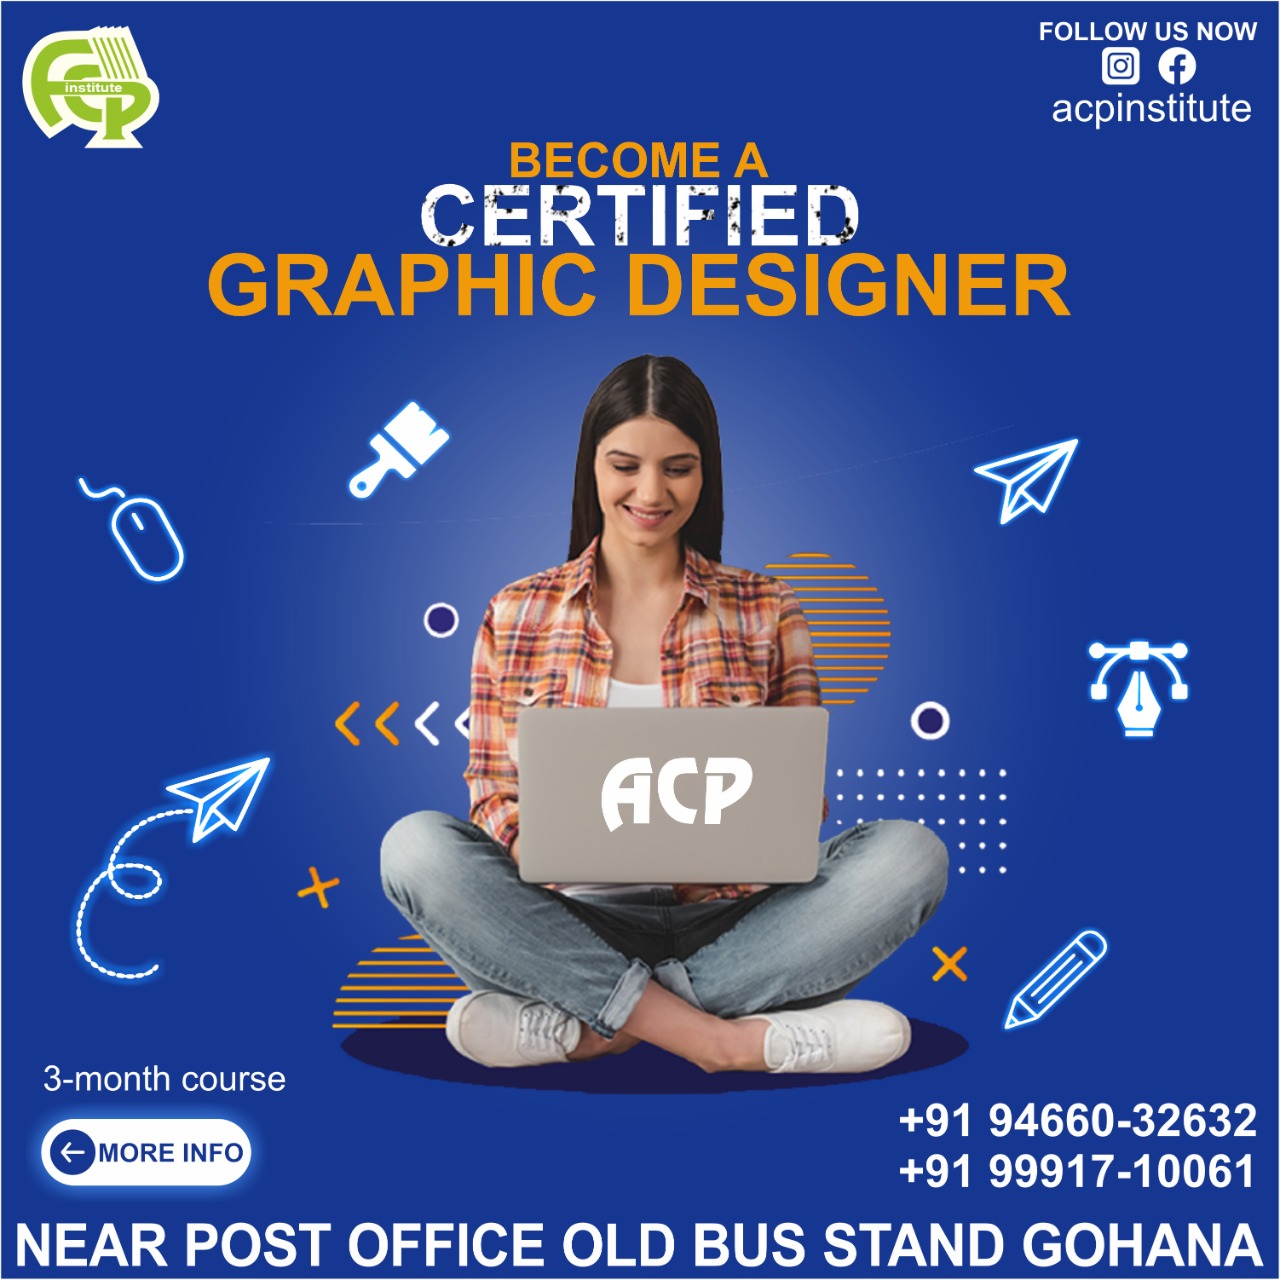 ACP
institute
FOLLOW US NOW
acpinstitute
BECOME A
CERTIFIED
GRAPHIC DESIGNER
ACP
3-month course
MORE INFO
+91 94660-32632
+91 99917-10061
NEAR POST OFFICE OLD BUS STAND GOHANA